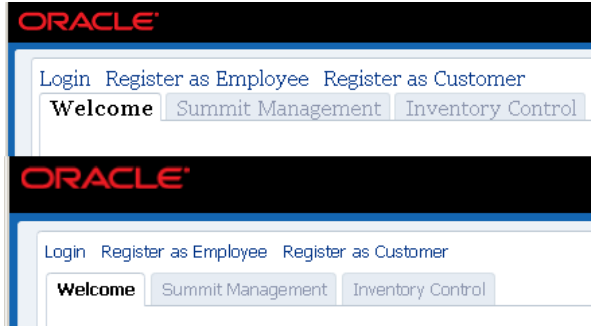 ORACLE
Login Register as Employee Register as Customer
Welcome Summit Management Inventory Control
ORACLE
Login Register as Employee Register as Customer
Welcome Summit Management Inventory Control